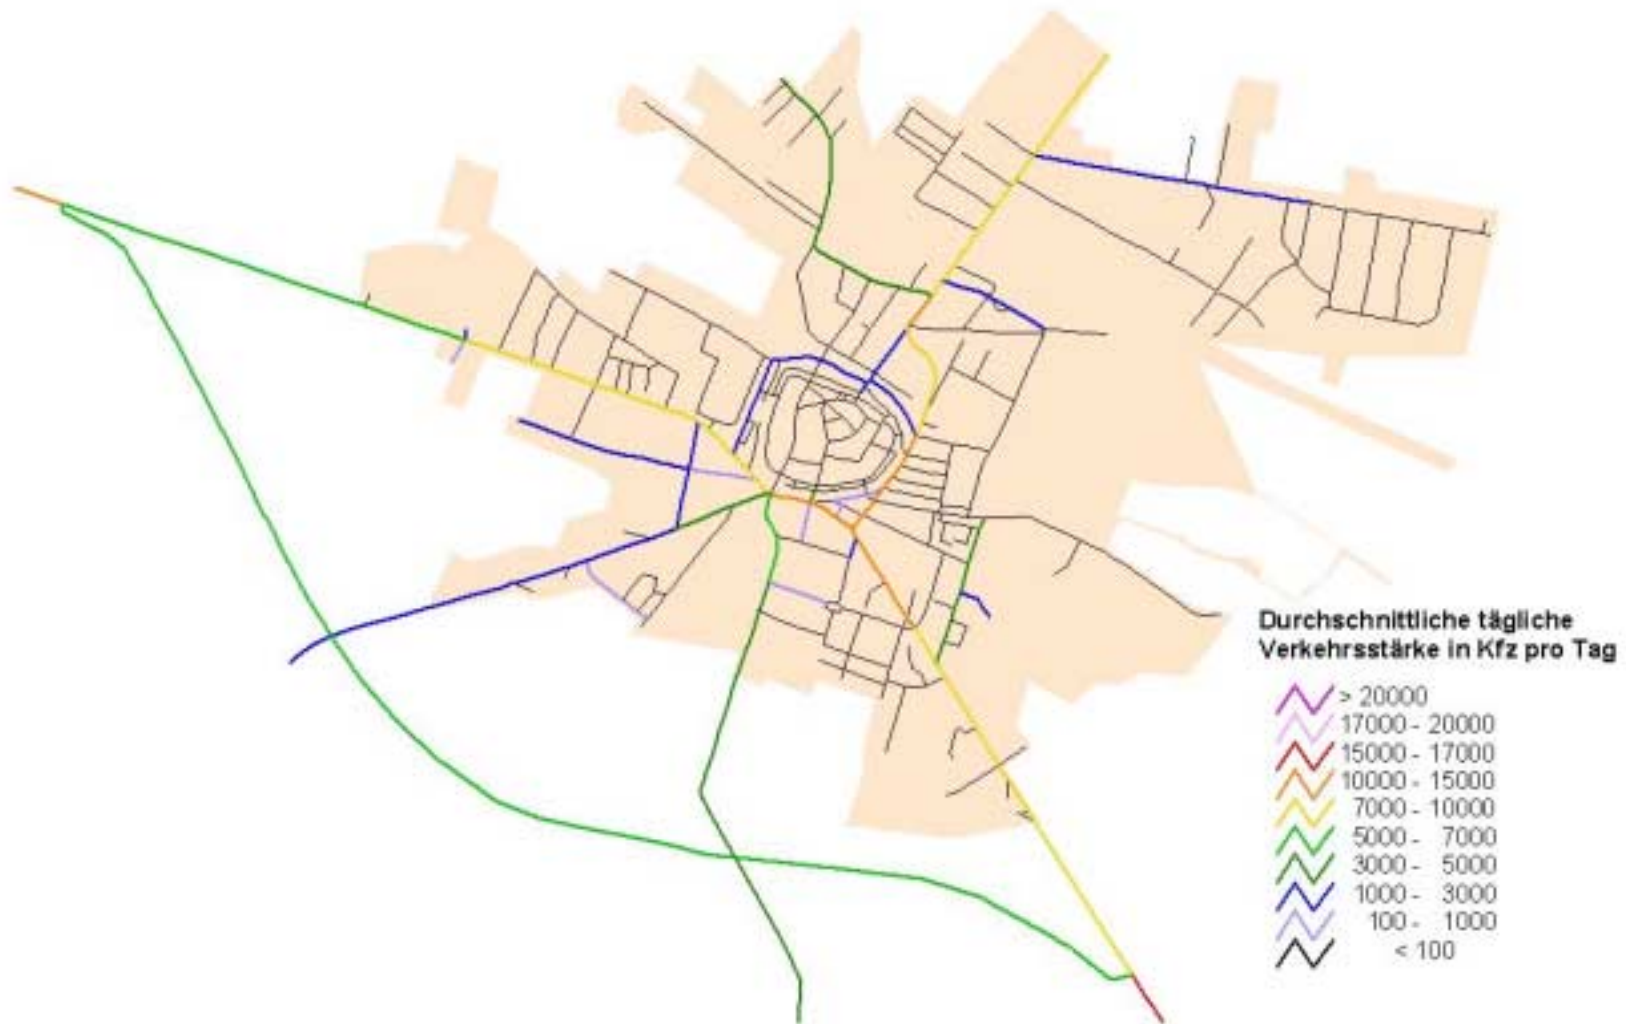 Durchschnittliche tägliche
Verkehrsstärke in Kfz pro Tag
> 20000
17000 - 20000
15000 - 17000
10000 - 15000
7000 - 10000
5000 - 7000
3000 - 5000
1000 - 3000
100 - 1000
< 100